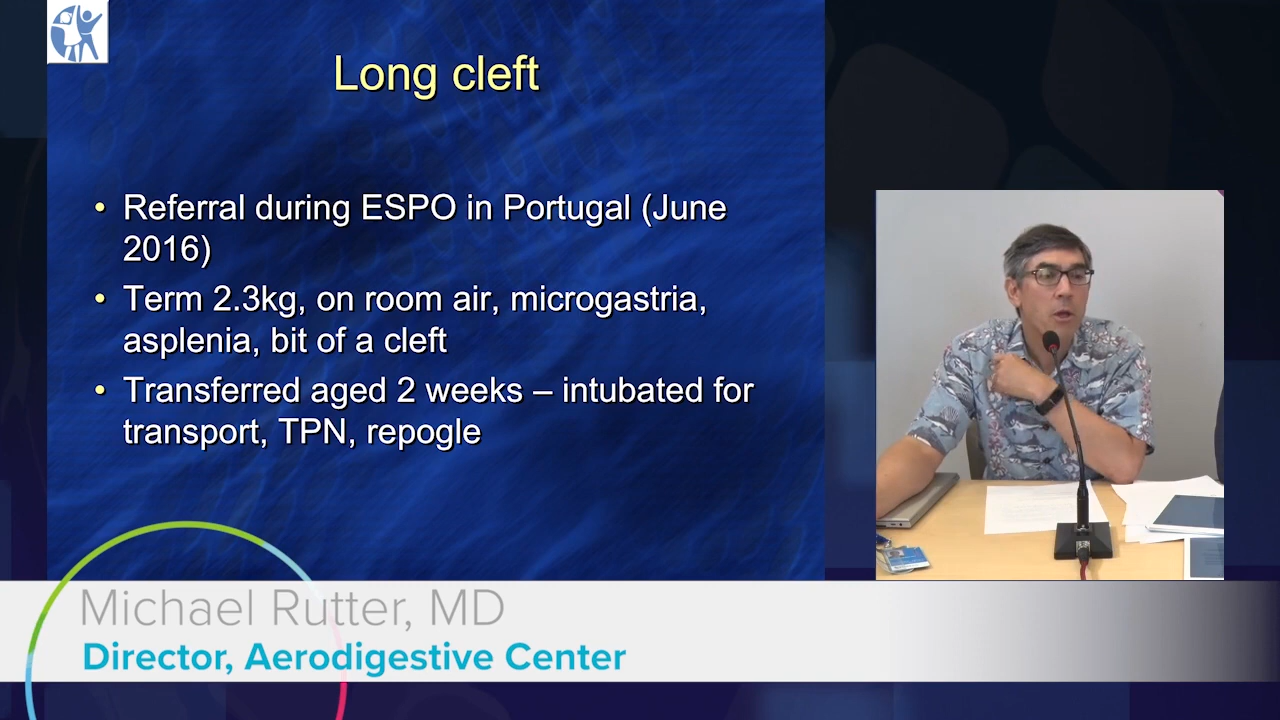 Long cleft
• Referral during ESPO in Portugal (June
2016)
• Term 2.3kg, on room air, microgastria,
asplenia, bit of a cleft
• Transferred aged 2 weeks – intubated for
transport, TPN, repogle
Michael Rutter, MD
Director, Aerodigestive Center